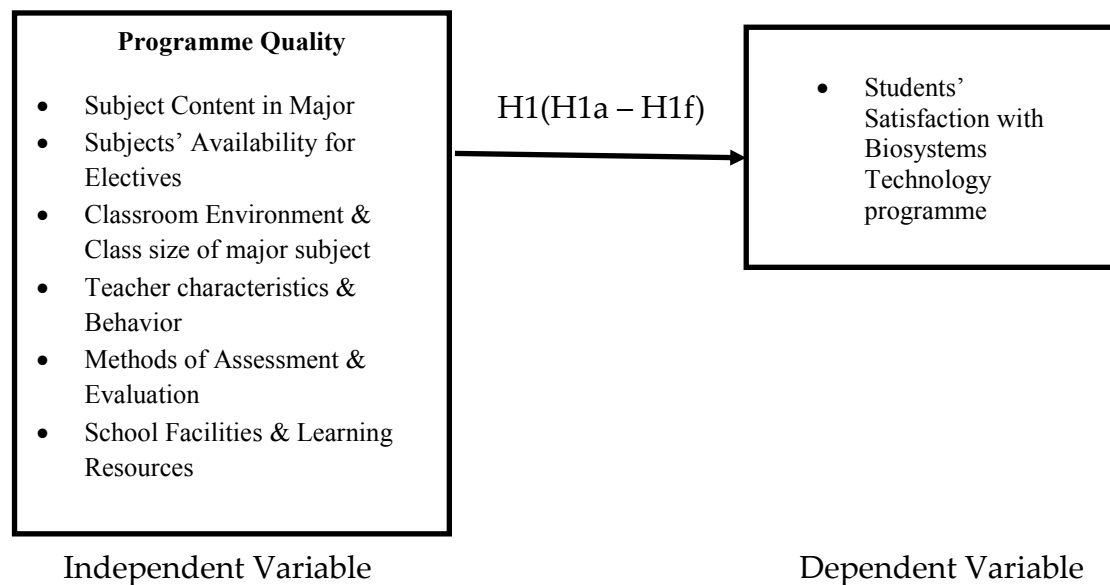 Programme Quality
• Subject Content in Major
• Subjects’ Availability for
Electives
• Classroom Environment &
Class size of major subject
• Teacher characteristics &
Behavior
• Methods of Assessment &
Evaluation
• School Facilities & Learning
Resources
Independent Variable
H1(H1a – H1f)
• Students’
Satisfaction with
Biosystems
Technology
programme
Dependent Variable